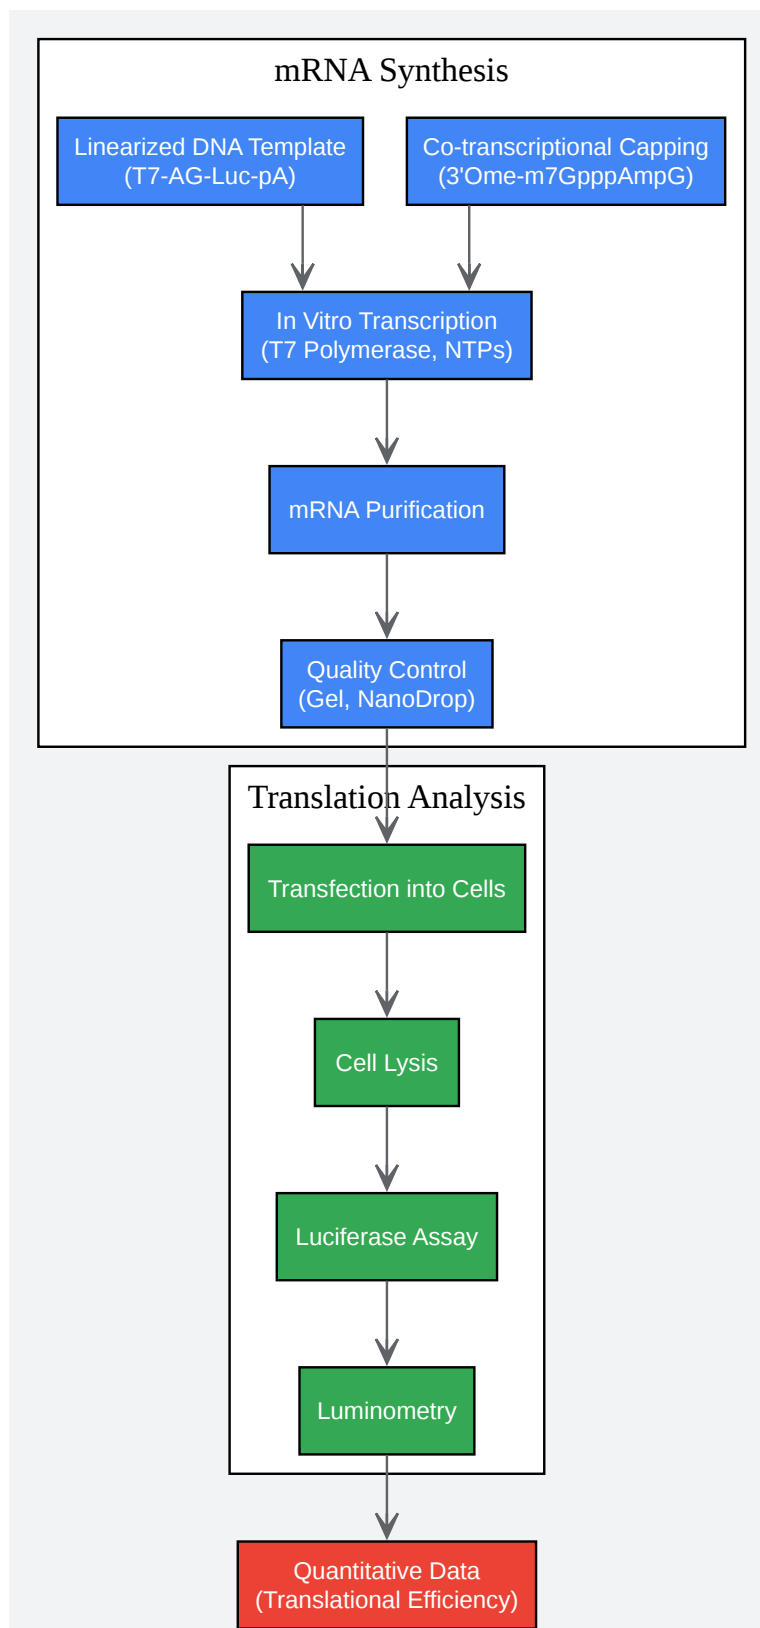 mRNA Synthesis
Linearized DNA Template
(T7-AG-Luc-pA)
Co-transcriptional Capping
(3'Ome-m7GpppAmpG)
In Vitro Transcription
(T7 Polymerase, NTPs)
mRNA Purification
Quality Control
(Gel, NanoDrop)
Translation Analysis
Transfection into Cells
Cell Lysis
Luciferase Assay
Luminometry
Quantitative Data
(Translational Efficiency)